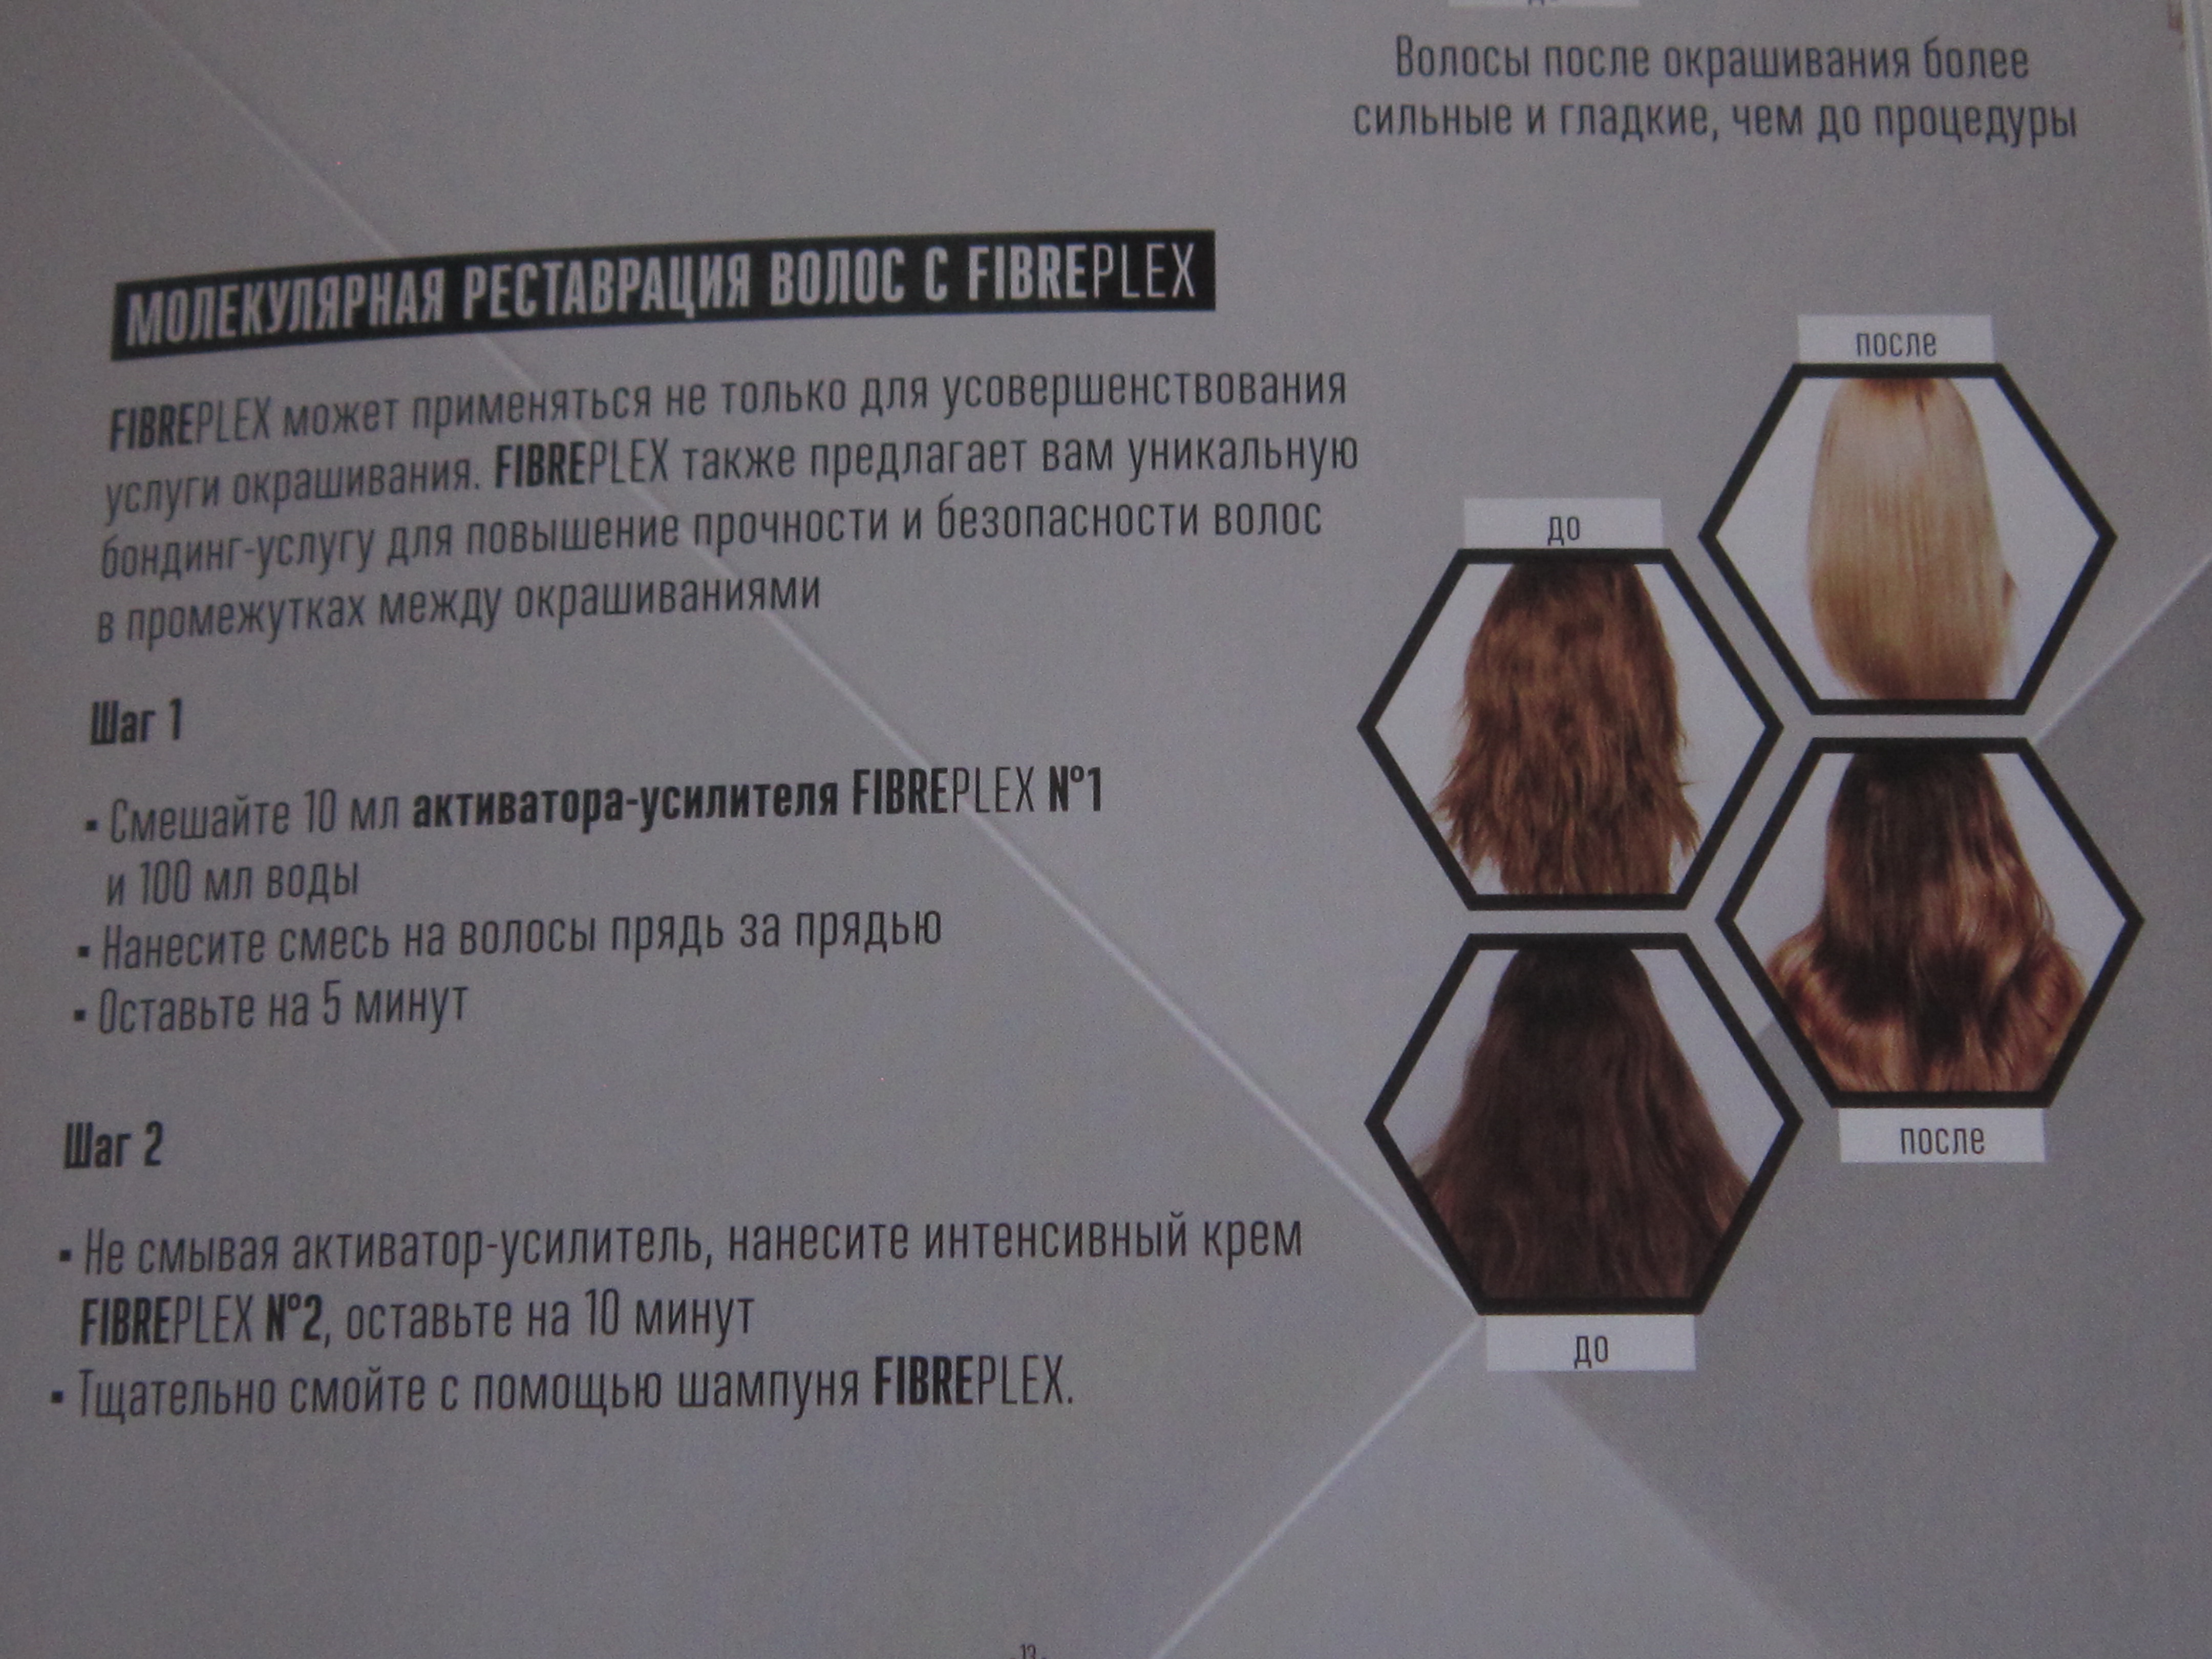 Волосы после окрашивания более
сильные и гладкие, чем до процедуры
МОЛЕКУЛЯРНАЯ РЕСТАВРАЦИЯ ВОЛОС С FIBREPLEX
FIBREPLEX может применяться не только для усовершенствования
услуги окрашивания. FIBREPLEX также предлагает вам уникальную
бондинг-услугу для повышение прочности и безопасности волос
в промежутках между окрашиваниями
Шаг 1
▪ Смешайте 10 мл активатора-усилителя FIBREPLEX Nº1
и 100 мл воды
▪ Нанесите смесь на волосы прядь за прядью
▪ Оставьте на 5 минут
Шаг 2
▪ Не смывая активатор-усилитель, нанесите интенсивный крем
FIBREPLEX Nº2, оставьте на 10 минут
▪ Тщательно смойте с помощью шампуня FIBREPLEX.
после
до
после
до